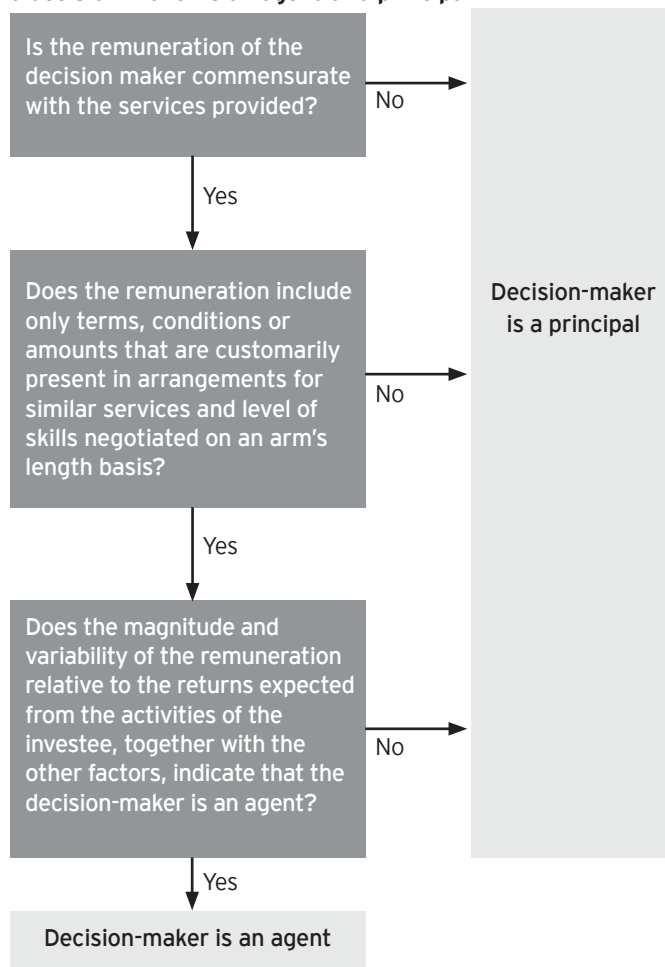 Is the remuneration of the
decision maker commensurate
with the services provided?
No
Yes
Does the remuneration include
only terms, conditions or
amounts that are customarily
present in arrangements for
similar services and level of
skills negotiated on an arm's
length basis?
Decision-maker
is a principal
No
Yes
Does the magnitude and
variability of the remuneration
relative to the returns expected
from the activities of the
investee, together with the
other factors, indicate that the
decision-maker is an agent?
No
Yes
Decision-maker is an agent